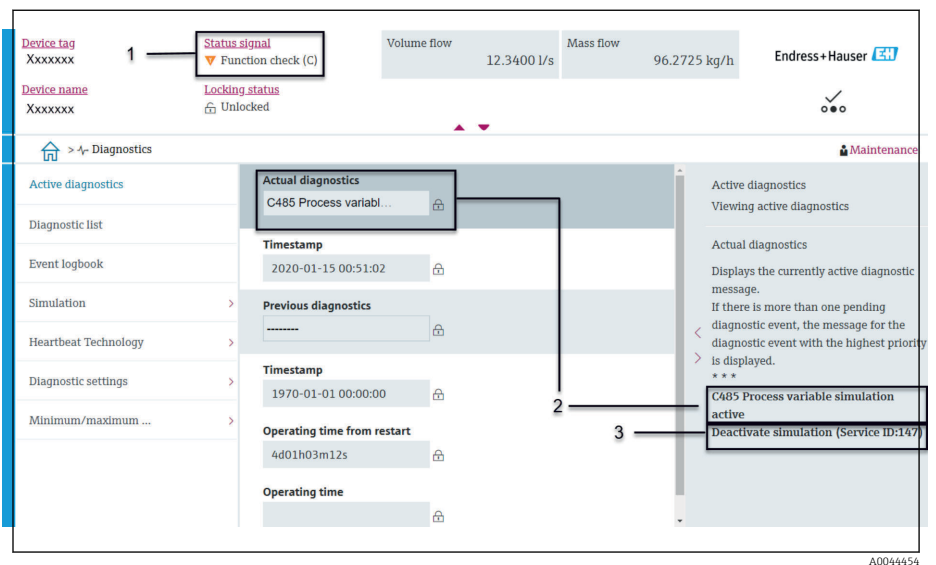 Device tag
Xxxxxxx
1
Status signal
Function check (C)
Volume flow
12.3400 l/s
Mass flow
96.2725 kg/h
Endress+Hauser EH
Device name
Xxxxxxx
Locking status
Unlocked
> Diagnostics
Maintenance
Active diagnostics
Diagnostic list
Event logbook
Simulation >
Heartbeat Technology >
Diagnostic settings >
Minimum/maximum ... >
Actual diagnostics
C485 Process variabl...
Timestamp
2020-01-15 00:51:02
Previous diagnostics
--------
Timestamp
1970-01-01 00:00:00
Operating time from restart
4d01h03m12s
Operating time
2
3
Active diagnostics
Viewing active diagnostics
Actual diagnostics
Displays the currently active diagnostic
message.
If there is more than one pending
diagnostic event, the message for the
diagnostic event with the highest priority
is displayed.
* * *
C485 Process variable simulation
active
Deactivate simulation (Service ID:147)
A0044454